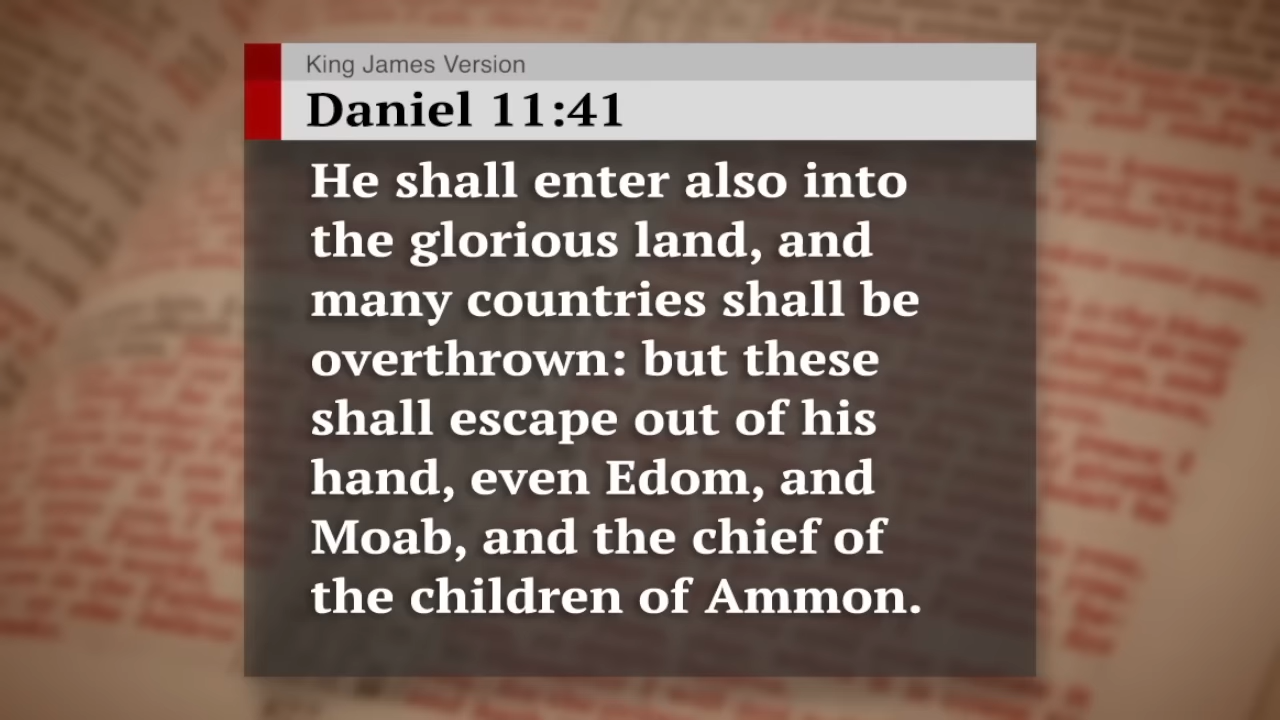 King James Version
Daniel 11:41
He shall enter also into
the glorious land, and
many countries shall be
overthrown: but these
shall escape out of his
hand, even Edom, and
Moab, and the chief of
the children of Ammon.